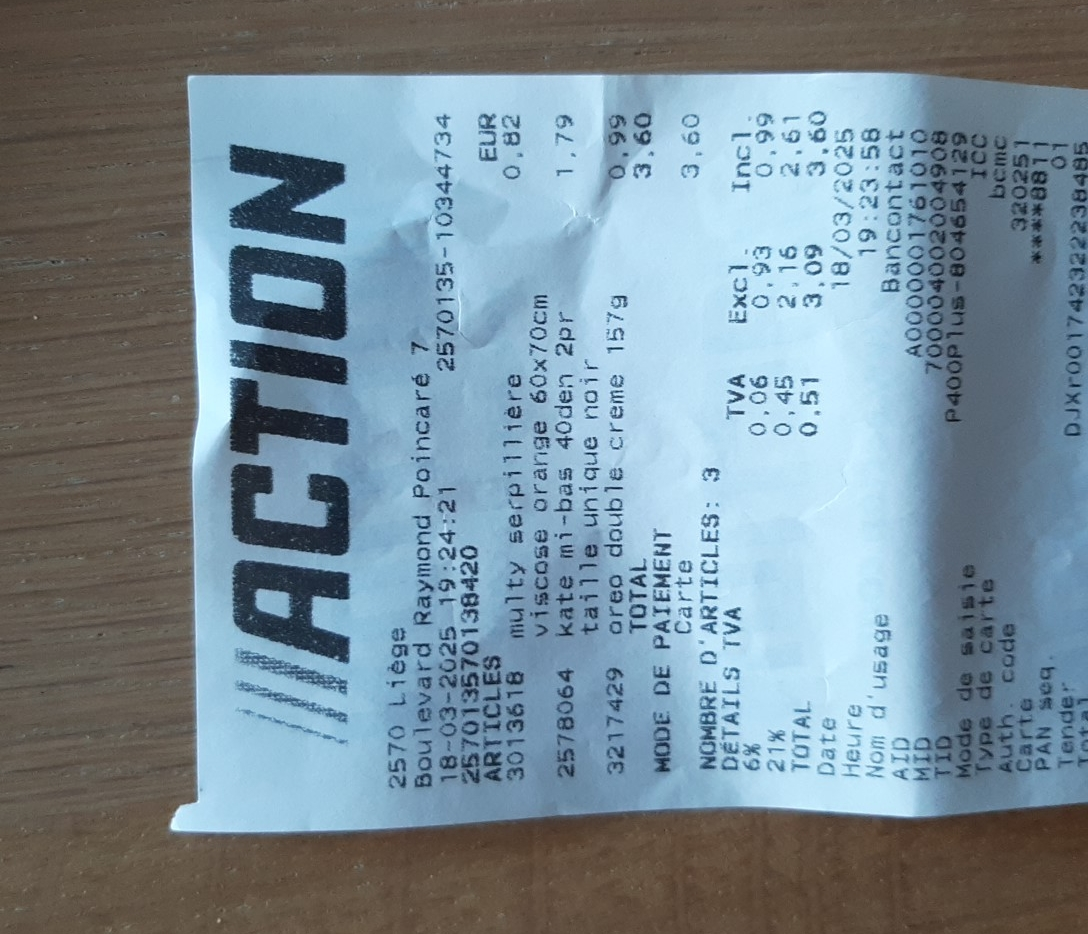 ///ACTION
2570 Liège
Boulevard Raymond Poincaré 7
18-03-2025 19:24:21 2570135-10344734
2570135701384​20
ARTICLES EUR
3013618 multy serpillière 0,82
viscose orange 60x70cm
2578064 kate mi-bas 40den 2pr 1,79
taille unique noir
3217429 oreo double creme 157g 0,99
TOTAL 3,60
MODE DE PAIEMENT
Carte 3,60
NOMBRE D'ARTICLES: 3
DÉTAILS TVA TVA Excl. Incl.
6% 0,06 0,93 0,99
21% 0,45 2,16 2,61
TOTAL 0,51 3,09 3,60
Date 18/03/2025
Heure 19:23:58
Nom d'usage Bancontact
AID A0000001761010
MID 700004002004908
TID P400Plus-804654129
Mode de saisie ICC
Type de carte bcmc
Auth. code 320251
Carte ****8811
PAN seq. 01
Tender DJXr001742322238485